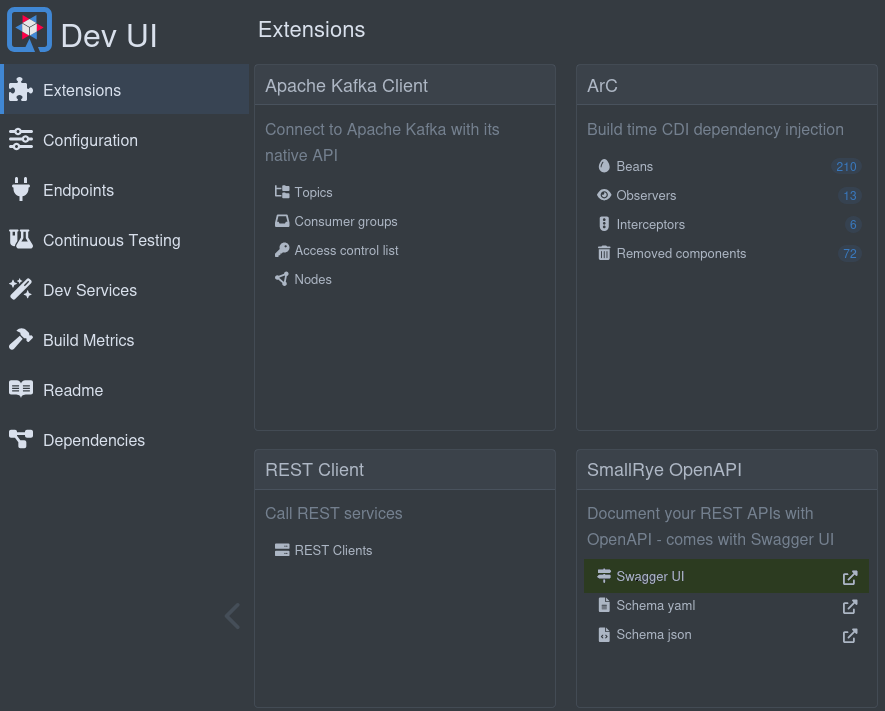 Dev UI
Extensions
Extensions
Configuration
Endpoints
Continuous Testing
Dev Services
Build Metrics
Readme
Dependencies
Apache Kafka Client
Connect to Apache Kafka with its
native API
Topics
Consumer groups
Access control list
Nodes
ArC
Build time CDI dependency injection
Beans 210
Observers 13
Interceptors 6
Removed components 72
REST Client
Call REST services
REST Clients
SmallRye OpenAPI
Document your REST APIs with
OpenAPI - comes with Swagger UI
Swagger UI
Schema yaml
Schema json